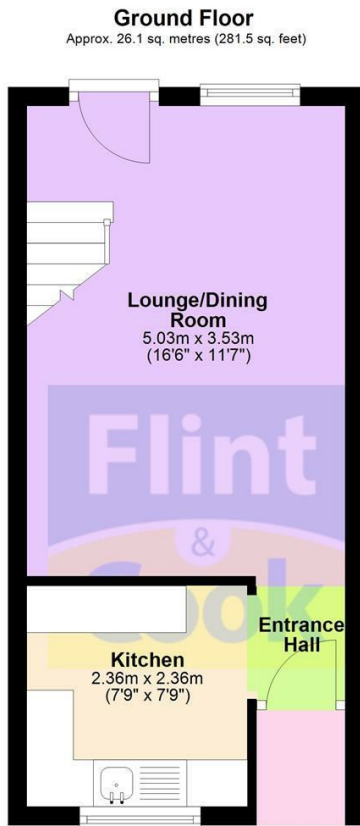 Ground Floor
Approx. 26.1 sq. metres (281.5 sq. feet)
Lounge/Dining
Room
5.03m x 3.53m
(16'6" x 11'7")
Flint
&
Cook
Entrance
Hall
Kitchen
2.36m x 2.36m
(7'9" x 7'9")